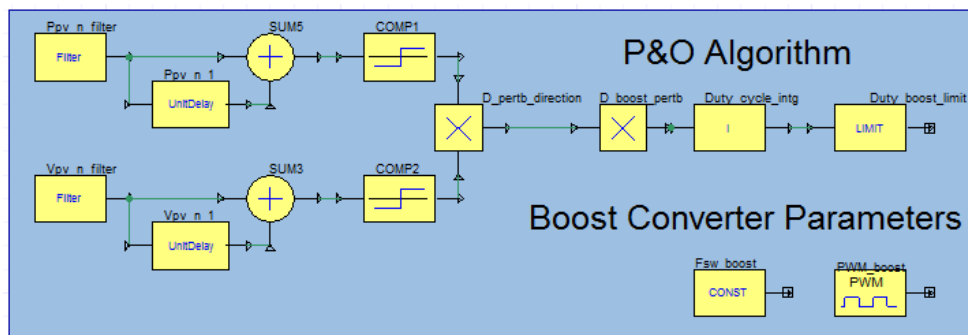 Ppv_n_filter
SUM5
COMP1
P&O Algorithm
Filter
Ppv_n_1
UnitDelay
D_pertb_direction
D_boost_pertb
Duty_cycle_intg
Duty_boost_limit
I
LIMIT
Vpv_n_filter
SUM3
COMP2
Filter
Vpv_n_1
UnitDelay
Boost Converter Parameters
Fsw_boost
PWM_boost
CONST
PWM